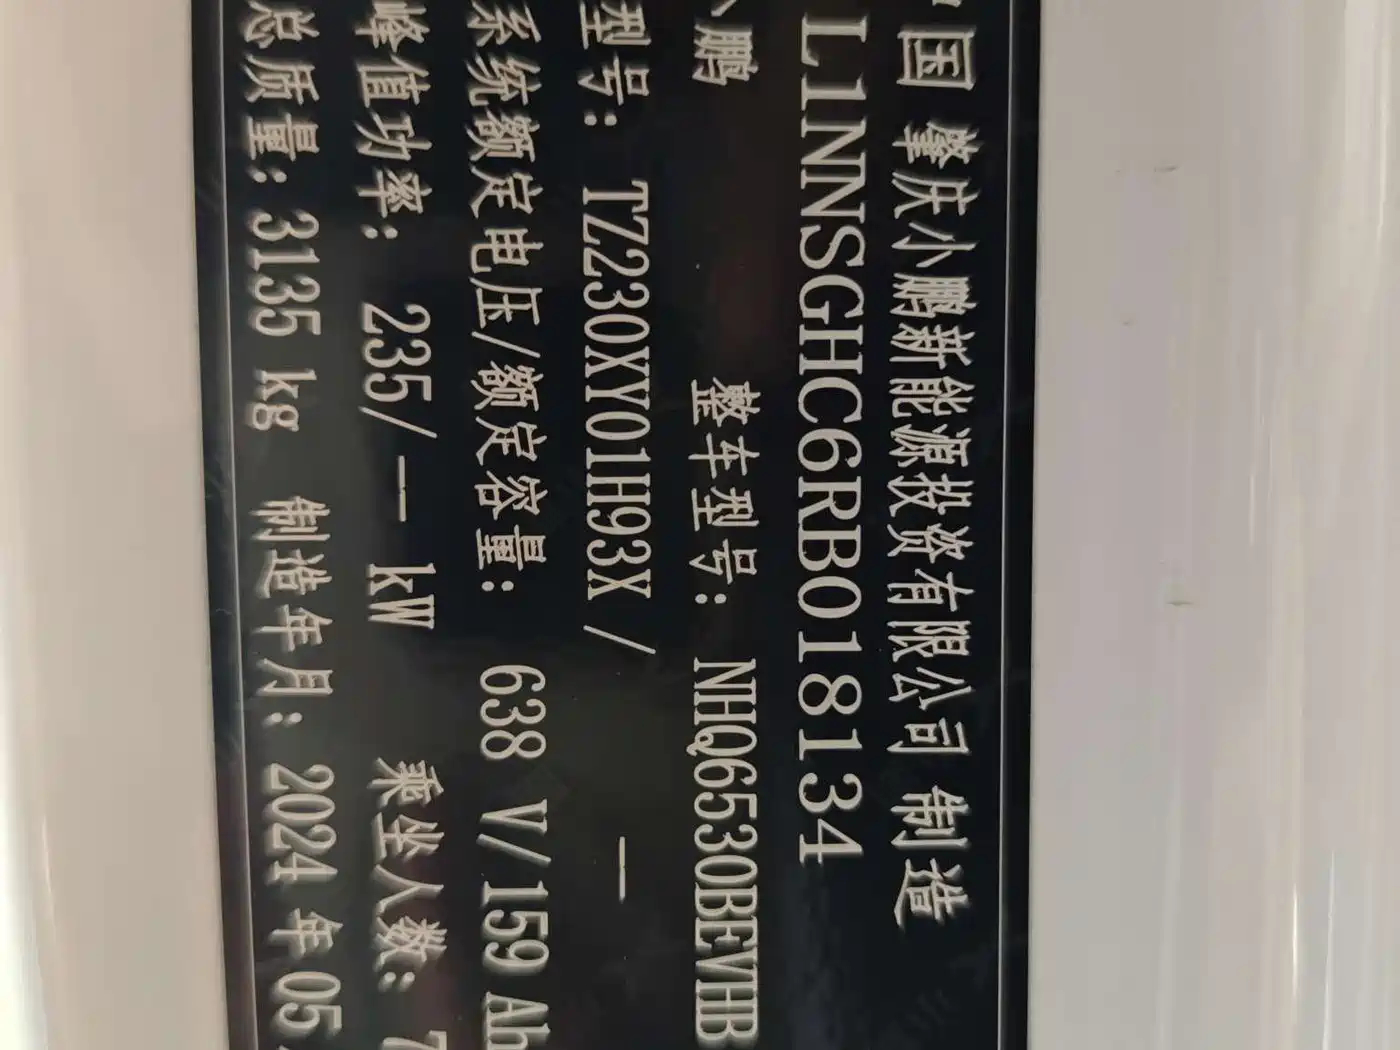 中国 肇庆小鹏新能源投资有限公司 制造
L1NNSGHC6RB018134
小鹏 整车型号: NHQ6530BEVHB
型号: TZ230XY01H93X / —
系统额定电压/额定容量: 638 V/159 Ah
峰值功率: 235/ — kW 乘坐人数: 7
总质量: 3135 kg 制造年月: 2024 年 05